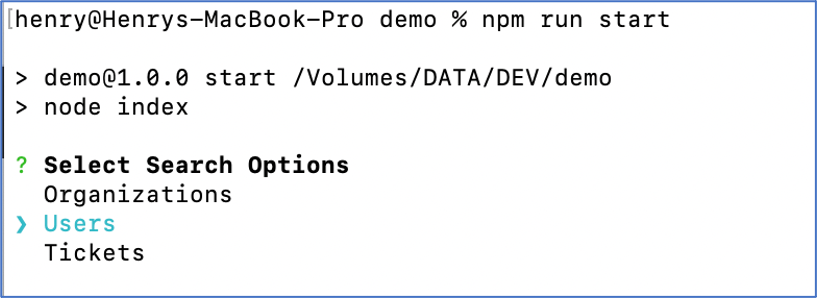 [henry@Henrys-MacBook-Pro demo % npm run start
> demo@1.0.0 start /Volumes/DATA/DEV/demo
> node index
? Select Search Options
Organizations
❯ Users
Tickets